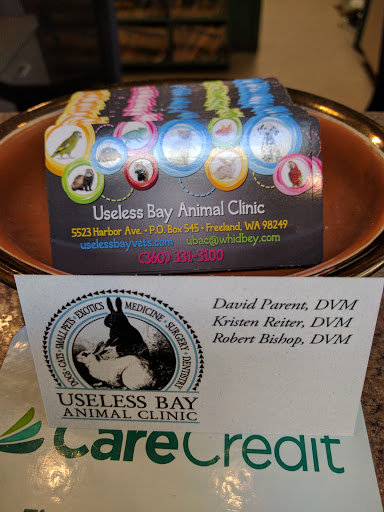 Useless Bay Animal Clinic
5523 Harbor Ave. • P.O. Box 545 • Freeland, WA 98249
uselessbayvets.com ubac@whidbey.com
(360) 331-3100
David Parent, DVM
Kristen Reiter, DVM
Robert Bishop, DVM
DOGS • CATS • SMALL PETS • EXOTICS • MEDICINE • SURGERY • DENTISTRY
USELESS BAY
ANIMAL CLINIC
CareCredit